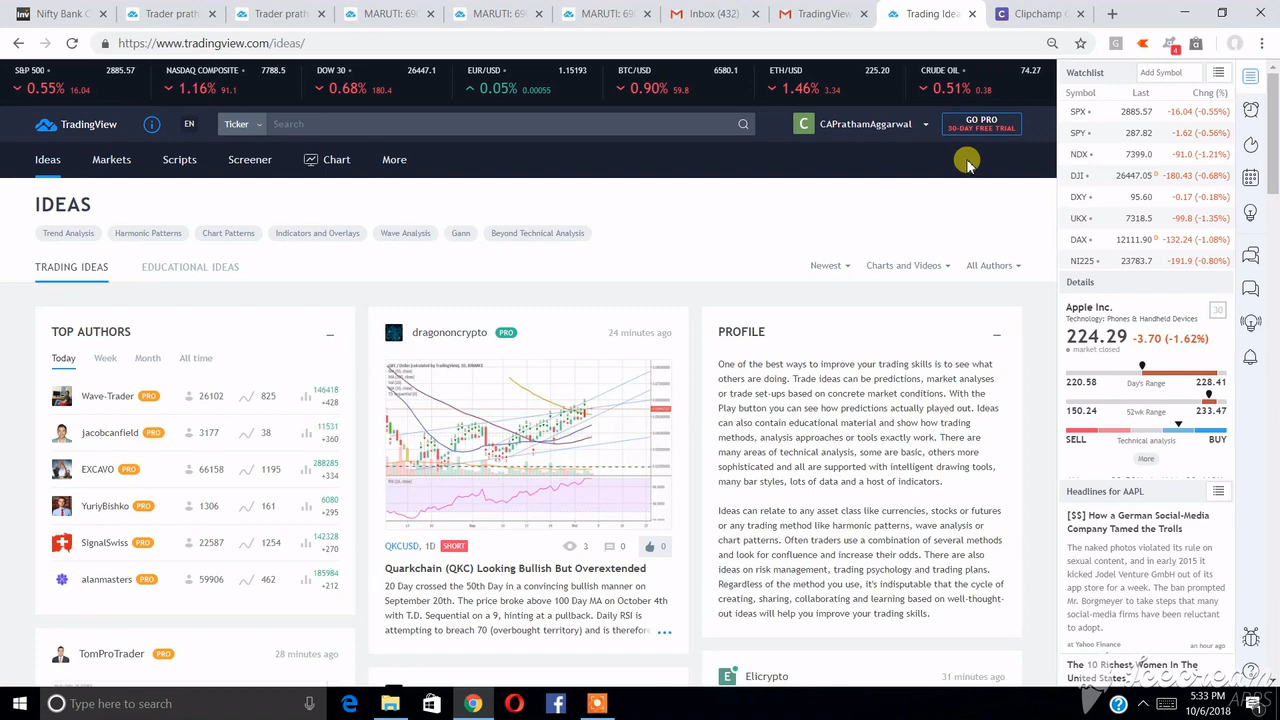 Nifty Bank C
Trader prath
Trader prath
MARUTI: 690
MARUTI: 690
MARUTI: 690
Inbox (432)
TradingView
Trading Idea
Clipchamp C
https://www.tradingview.com/ideas/
S&P 500 2885.57
0.55% 16.04
NASDAQ COMPOSITE 7788.5
1.16% 91.1
DOW 30 26447.1
0.68% 180.4
EUR/USD 1.15193
0.05%
BTC/USD 6580.1
0.90% 59.8
ETH/USD 225.20
1.46% 3.34
CRUDE OIL 74.27
0.51% 0.38
TradingView
EN
Ticker
Search
CAPrathamAggarwal
GO PRO
30-DAY FREE TRIAL
Ideas
Markets
Scripts
Screener
Chart
More
IDEAS
Trend Analysis
Harmonic Patterns
Chart Patterns
Indicators and Overlays
Wave Analysis
Gann
Beyond Technical Analysis
TRADING IDEAS
EDUCATIONAL IDEAS
Newest
Charts and Videos
All Authors
TOP AUTHORS
Today
Week
Month
All time
Wave-Trader PRO 26102 825 146418 +428
jacobcanfield PRO 3177 38 11531 +360
EXCAVO PRO 66158 1195 288285 +334
YuriyBishko PRO 1306 161 6080 +295
SignalSwiss PRO 22587 1254 142328 +270
alanmasters PRO 59906 462 185984 +212
TomProTrader PRO 28 minutes ago
dragononcrypto PRO 24 minutes ago
QKCUSD, 1D SHORT 3 0 0
Quarkchain (QKC) Looking Bullish But Overextended
20 Day crossed the 50th Day in a convincing bullish manner on
September 20th. The price broke above 100 Day MA on October 4th
with T.D. Sequential on a 9, hitting at a pullback. Daily RSI is
attempting to breach 70 (overbought territory) and is therefore
PROFILE
One of the best ways to improve your trading skills is to see what
others are doing. Trade ideas can be predictions, market analyses
or trade set-ups based on concrete market conditions. With the
Play button you can see how predictions actually played out. Ideas
can also contain educational material and show how trading
methods, analysis approaches or tools exactly work. There are
many areas of technical analysis, some are basic, others more
sophisticated and all are supported with intelligent drawing tools,
many bar styles, lots of data and a host of indicators.
Ideas can relate to any asset class like currencies, stocks or futures
or any trading method like harmonic patterns, wave analysis or
chart patterns. Often traders use a combination of several methods
and look for confluence and increase their odds. There are also
ideas on risk management, trading psychology and trading plans.
Regardless of the method you use, it's indisputable that the cycle of
creating, sharing, collaborating and learning based on well-thought-
out ideas will help you improve your trading skills.
Elicrypto 31 minutes ago
Watchlist
Add Symbol
Symbol Last Chng (%)
SPX 2885.57 -16.04 (-0.55%)
SPY 287.82 -1.62 (-0.56%)
NDX 7399.0 -91.0 (-1.21%)
DJI 26447.05 D -180.43 (-0.68%)
DXY 95.60 -0.17 (-0.18%)
UKX 7318.5 -99.8 (-1.35%)
DAX 12111.90 D -132.24 (-1.08%)
NI225 23783.7 -191.9 (-0.80%)
Details
Apple Inc. 30
Technology: Phones & Handheld Devices
224.29 -3.70 (-1.62%)
market closed
220.58 Day's Range 228.41
150.24 52wk Range 233.47
SELL Technical analysis BUY
More
Headlines for AAPL
[$$] How a German Social-Media
Company Tamed the Trolls
The naked photos violated its rule on
sexual content, and in early 2015 it
kicked Jodel Venture GmbH out of its
app store for a week. The ban prompted
Mr. Borgmeyer to take steps that many
social-media firms have been reluctant
to adopt.
at Yahoo Finance an hour ago
The 10 Richest Women In The
United States
Icecream
APPS
Type here to search
5:33 PM
10/6/2018